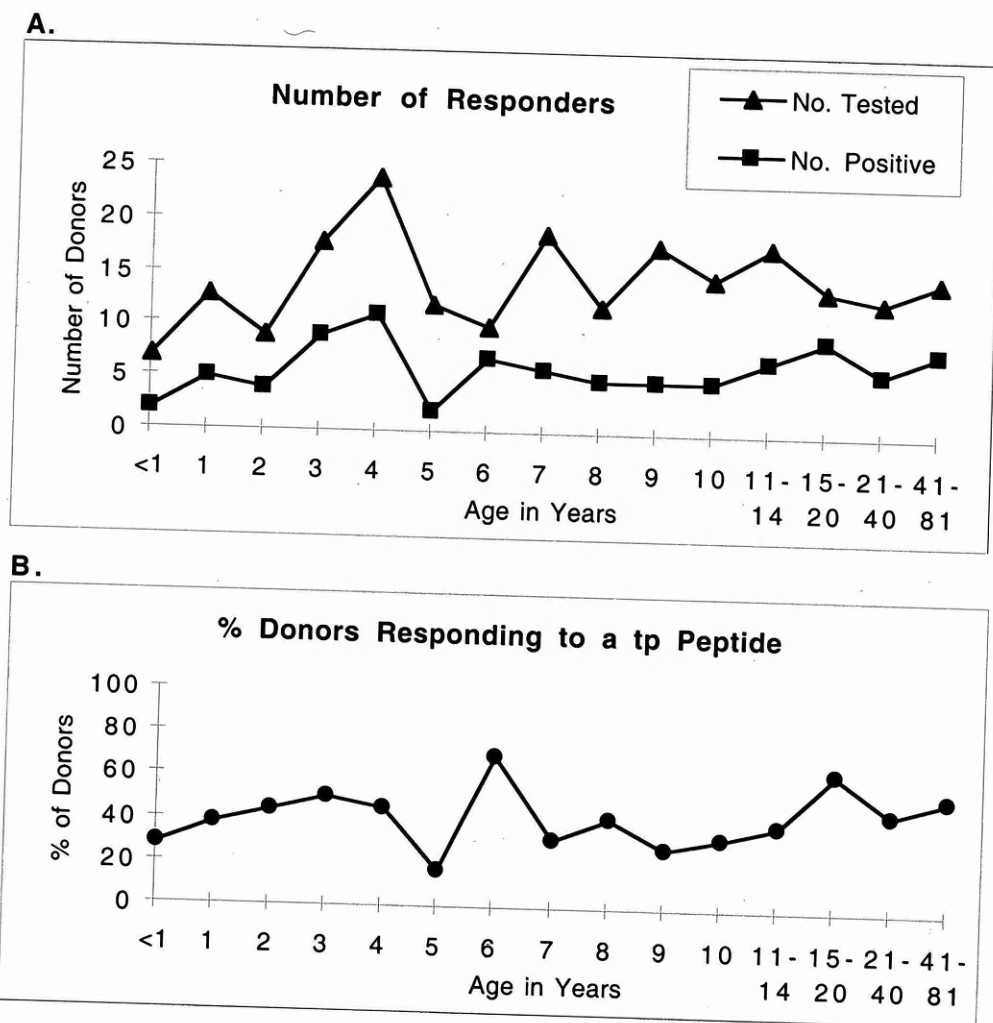 A.
Number of Responders
No. Tested
No. Positive
Number of Donors
25
20
15
10
5
0
<1 1 2 3 4 5 6 7 8 9 10 11- 15- 21- 41-
14 20 40 81
Age in Years
B.
% Donors Responding to a tp Peptide
% of Donors
100
80
60
40
20
0
<1 1 2 3 4 5 6 7 8 9 10 11- 15- 21- 41-
14 20 40 81
Age in Years